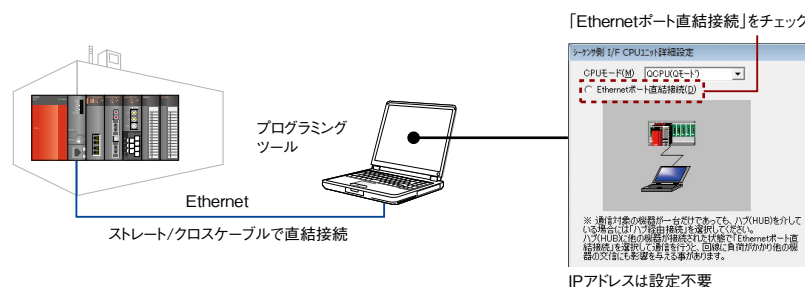 「Ethernetポート直結接続」をチェック
シーケンサ側 I/F CPUユニット詳細設定
CPUモード(M) QCPU(Qモード)
Ethernetポート直結接続(D)
プログラミング
ツール
Ethernet
ストレート/クロスケーブルで直結接続
※ 通信対象の機器が一台だけであっても、ハブ(HUB)を介して
いる場合には「ハブ経由接続」を選択してください。
ハブ(HUB)に他の機器が接続された状態で「Ethernetポート直
結接続」を選択して通信を行うと、回線に負荷がかかり他の機
器の交信にも影響を与える事があります。
IPアドレスは設定不要